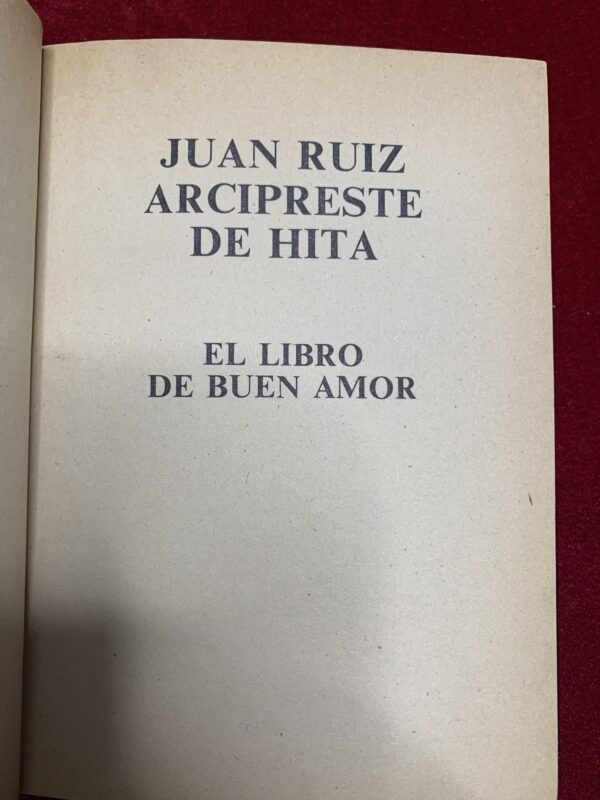 JUAN RUIZ
ARCIPRESTE
DE HITA
EL LIBRO
DE BUEN AMOR